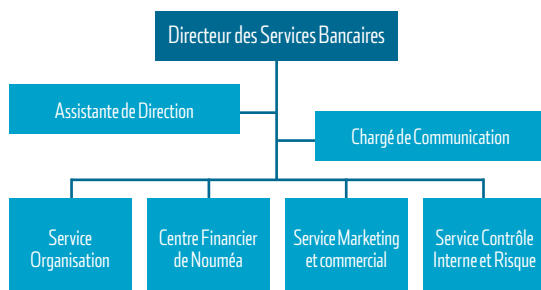 Directeur des Services Bancaires
Assistante de Direction
Chargé de Communication
Service
Organisation
Centre Financier
de Nouméa
Service Marketing
et commercial
Service Contrôle
Interne et Risque